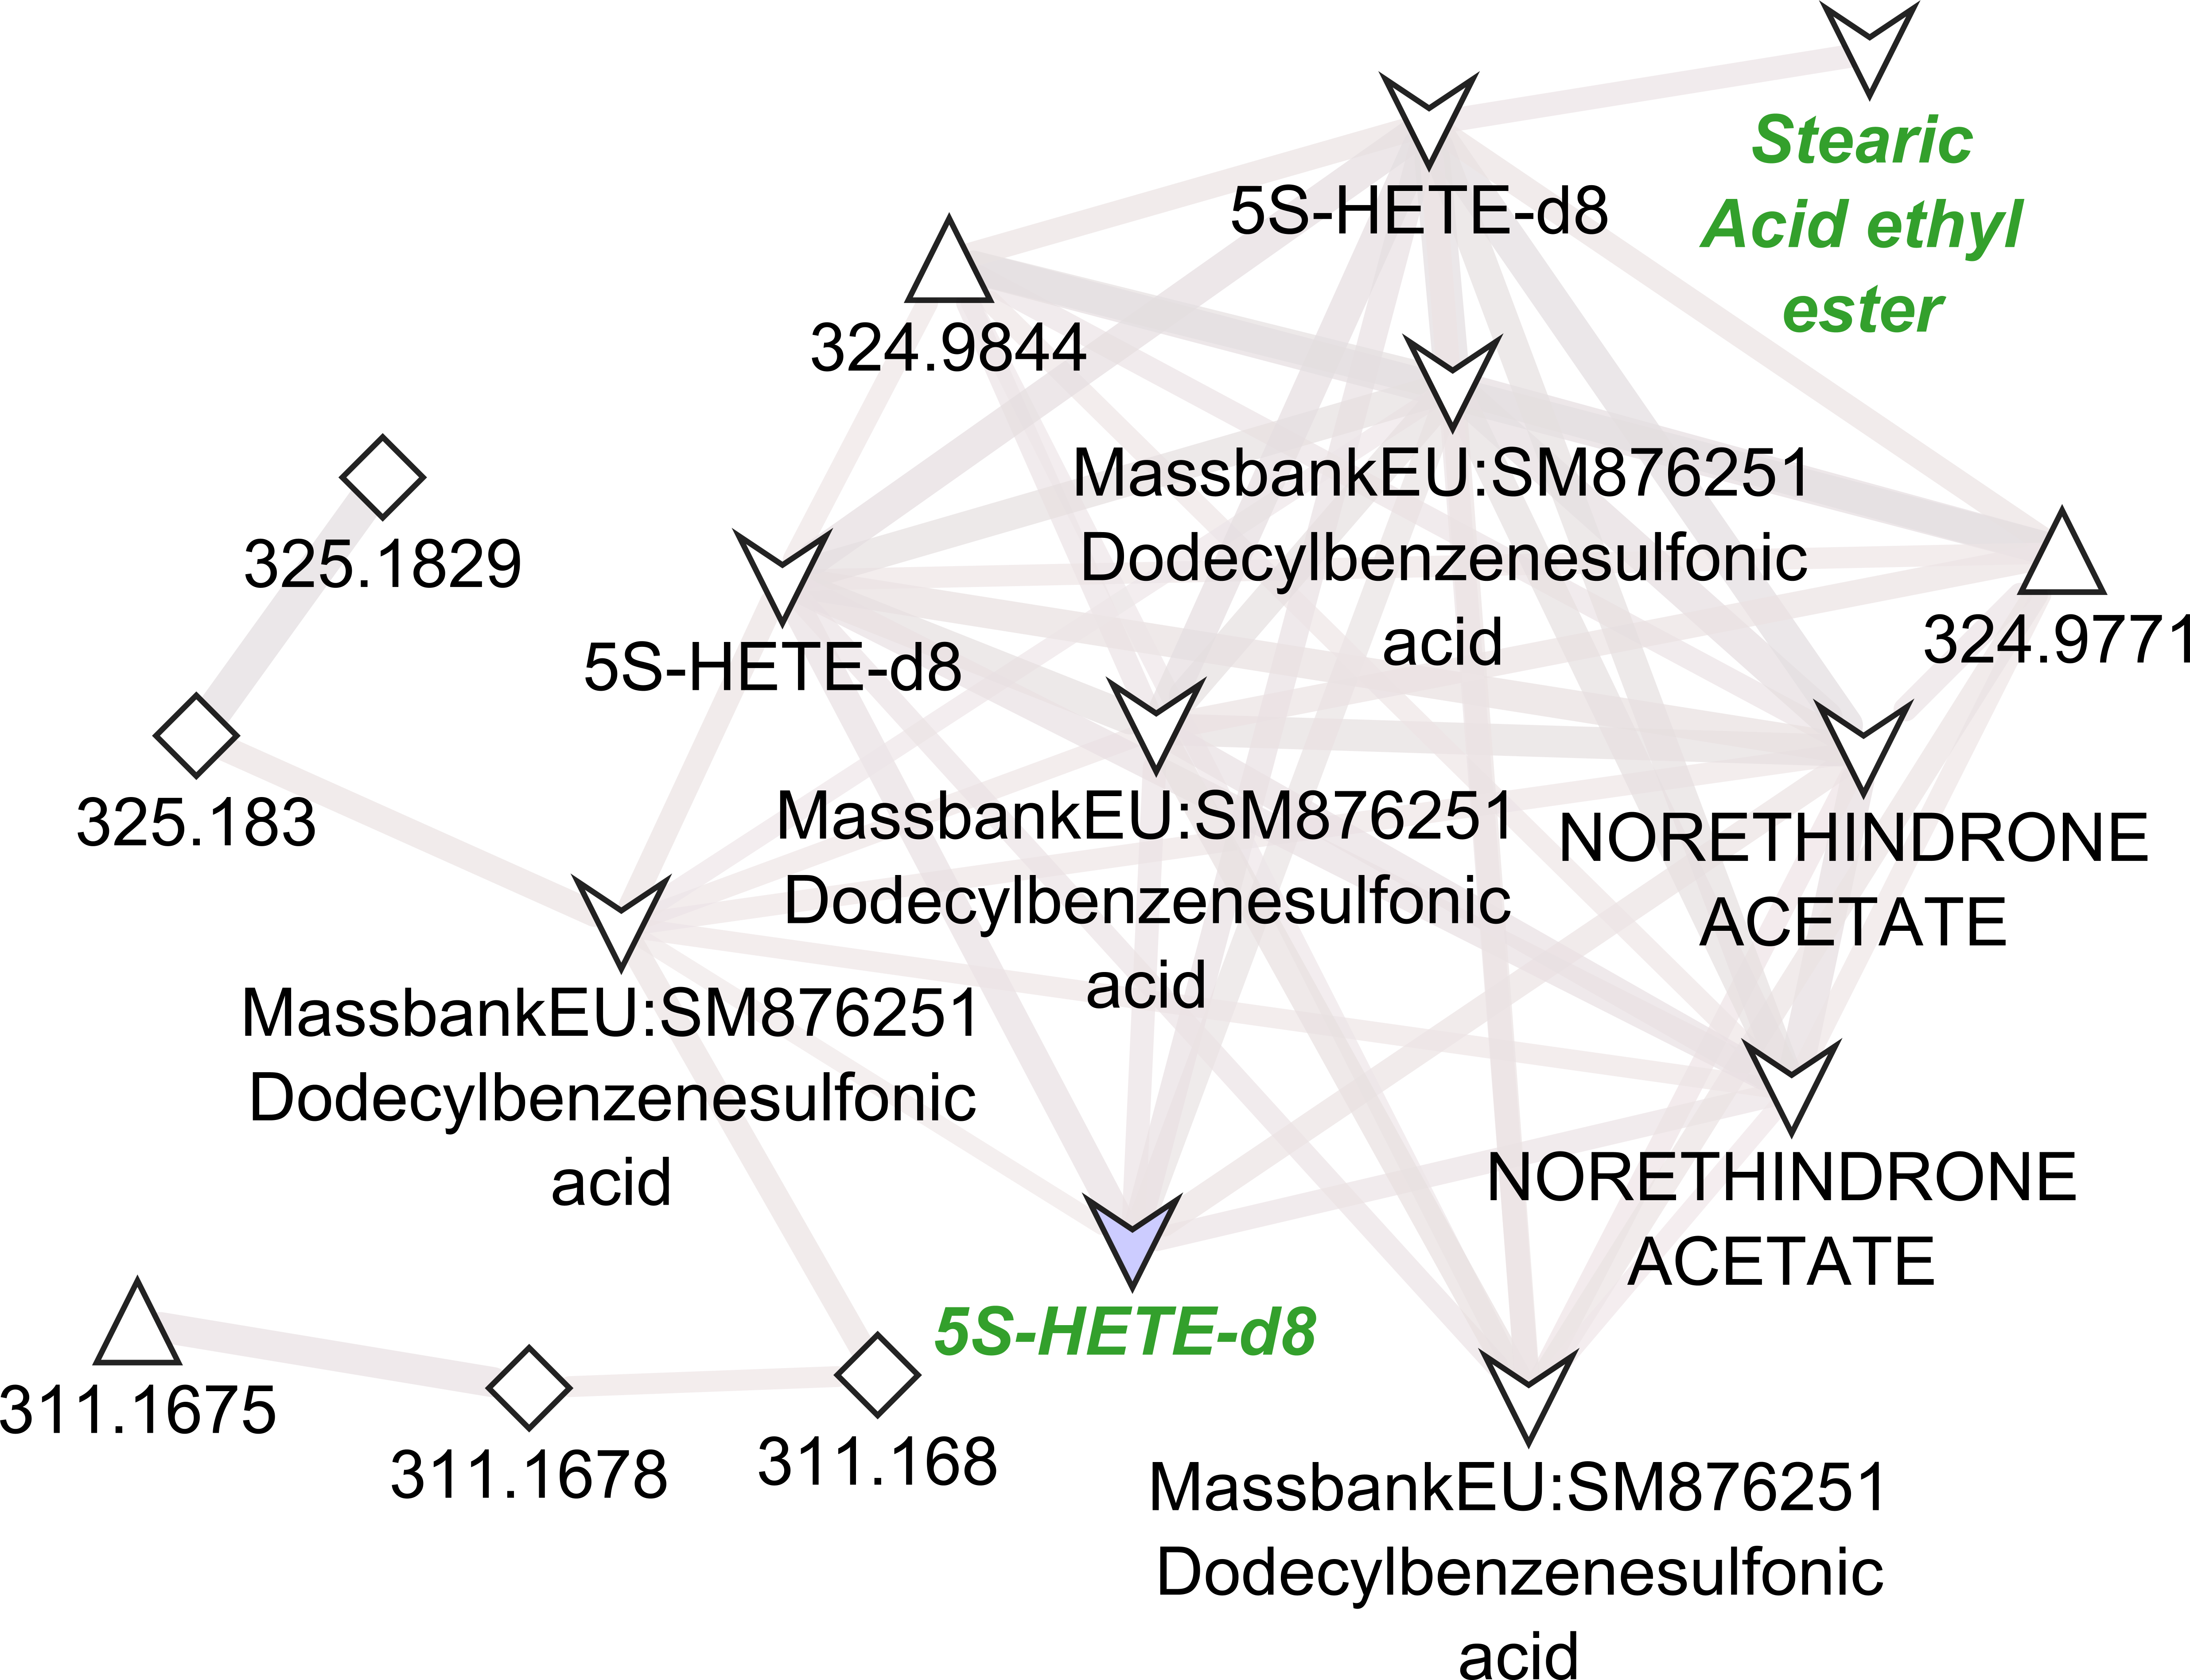 Stearic
Acid ethyl
ester
5S-HETE-d8
324.9844
MassbankEU:SM876251
Dodecylbenzenesulfonic
acid
325.1829
324.9771
5S-HETE-d8
325.183
MassbankEU:SM876251
Dodecylbenzenesulfonic
acid
NORETHINDRONE
ACETATE
MassbankEU:SM876251
Dodecylbenzenesulfonic
acid
NORETHINDRONE
ACETATE
5S-HETE-d8
311.1675
311.1678
311.168
MassbankEU:SM876251
Dodecylbenzenesulfonic
acid